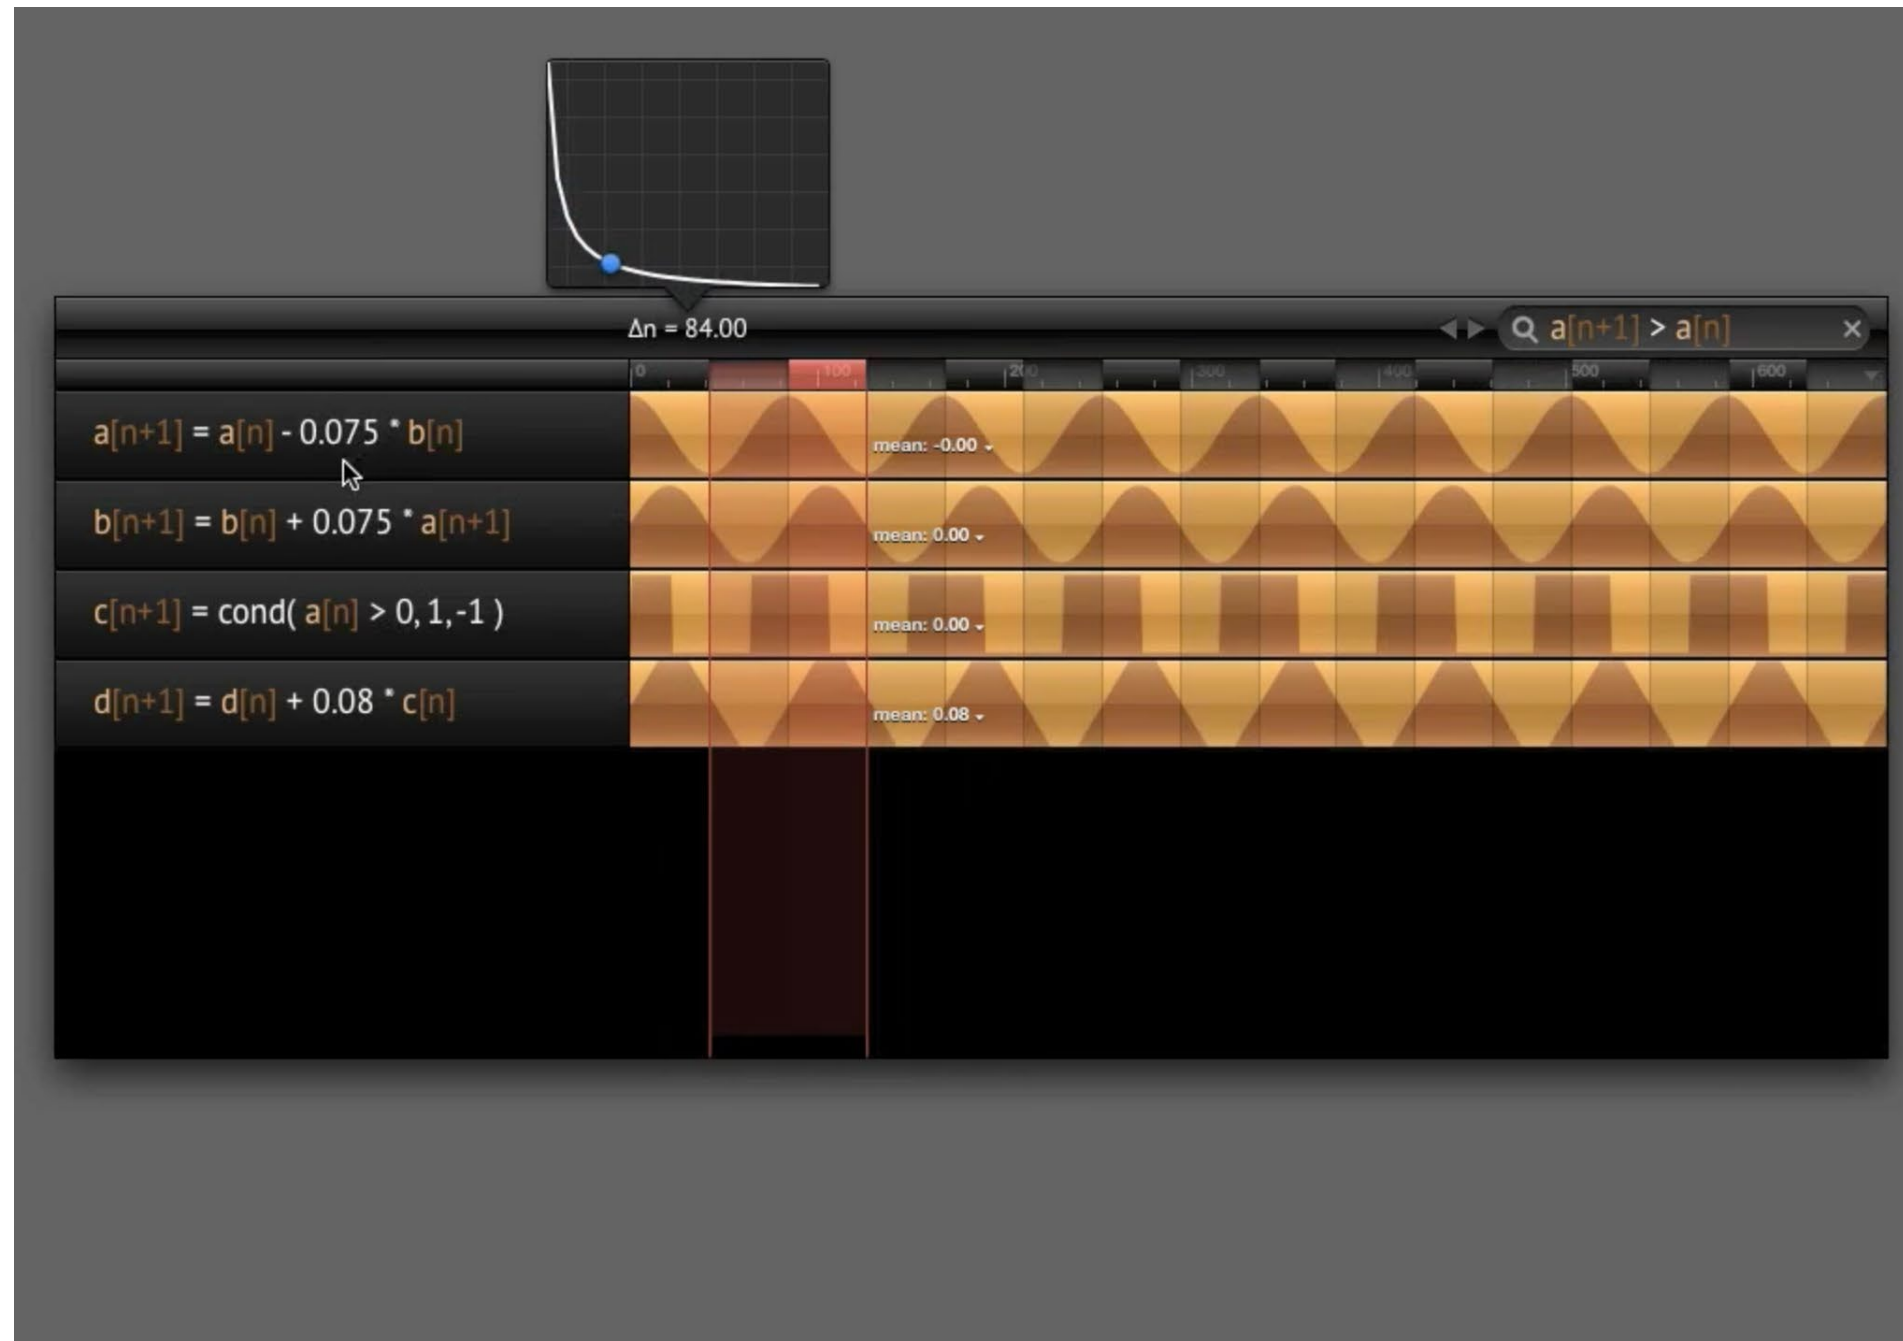 Δn = 84.00
a[n+1] > a[n]
0 100 200 300 400 500 600
a[n+1] = a[n] - 0.075 * b[n]
mean: -0.00
b[n+1] = b[n] + 0.075 * a[n+1]
mean: 0.00
c[n+1] = cond( a[n] > 0, 1, -1 )
mean: 0.00
d[n+1] = d[n] + 0.08 * c[n]
mean: 0.08